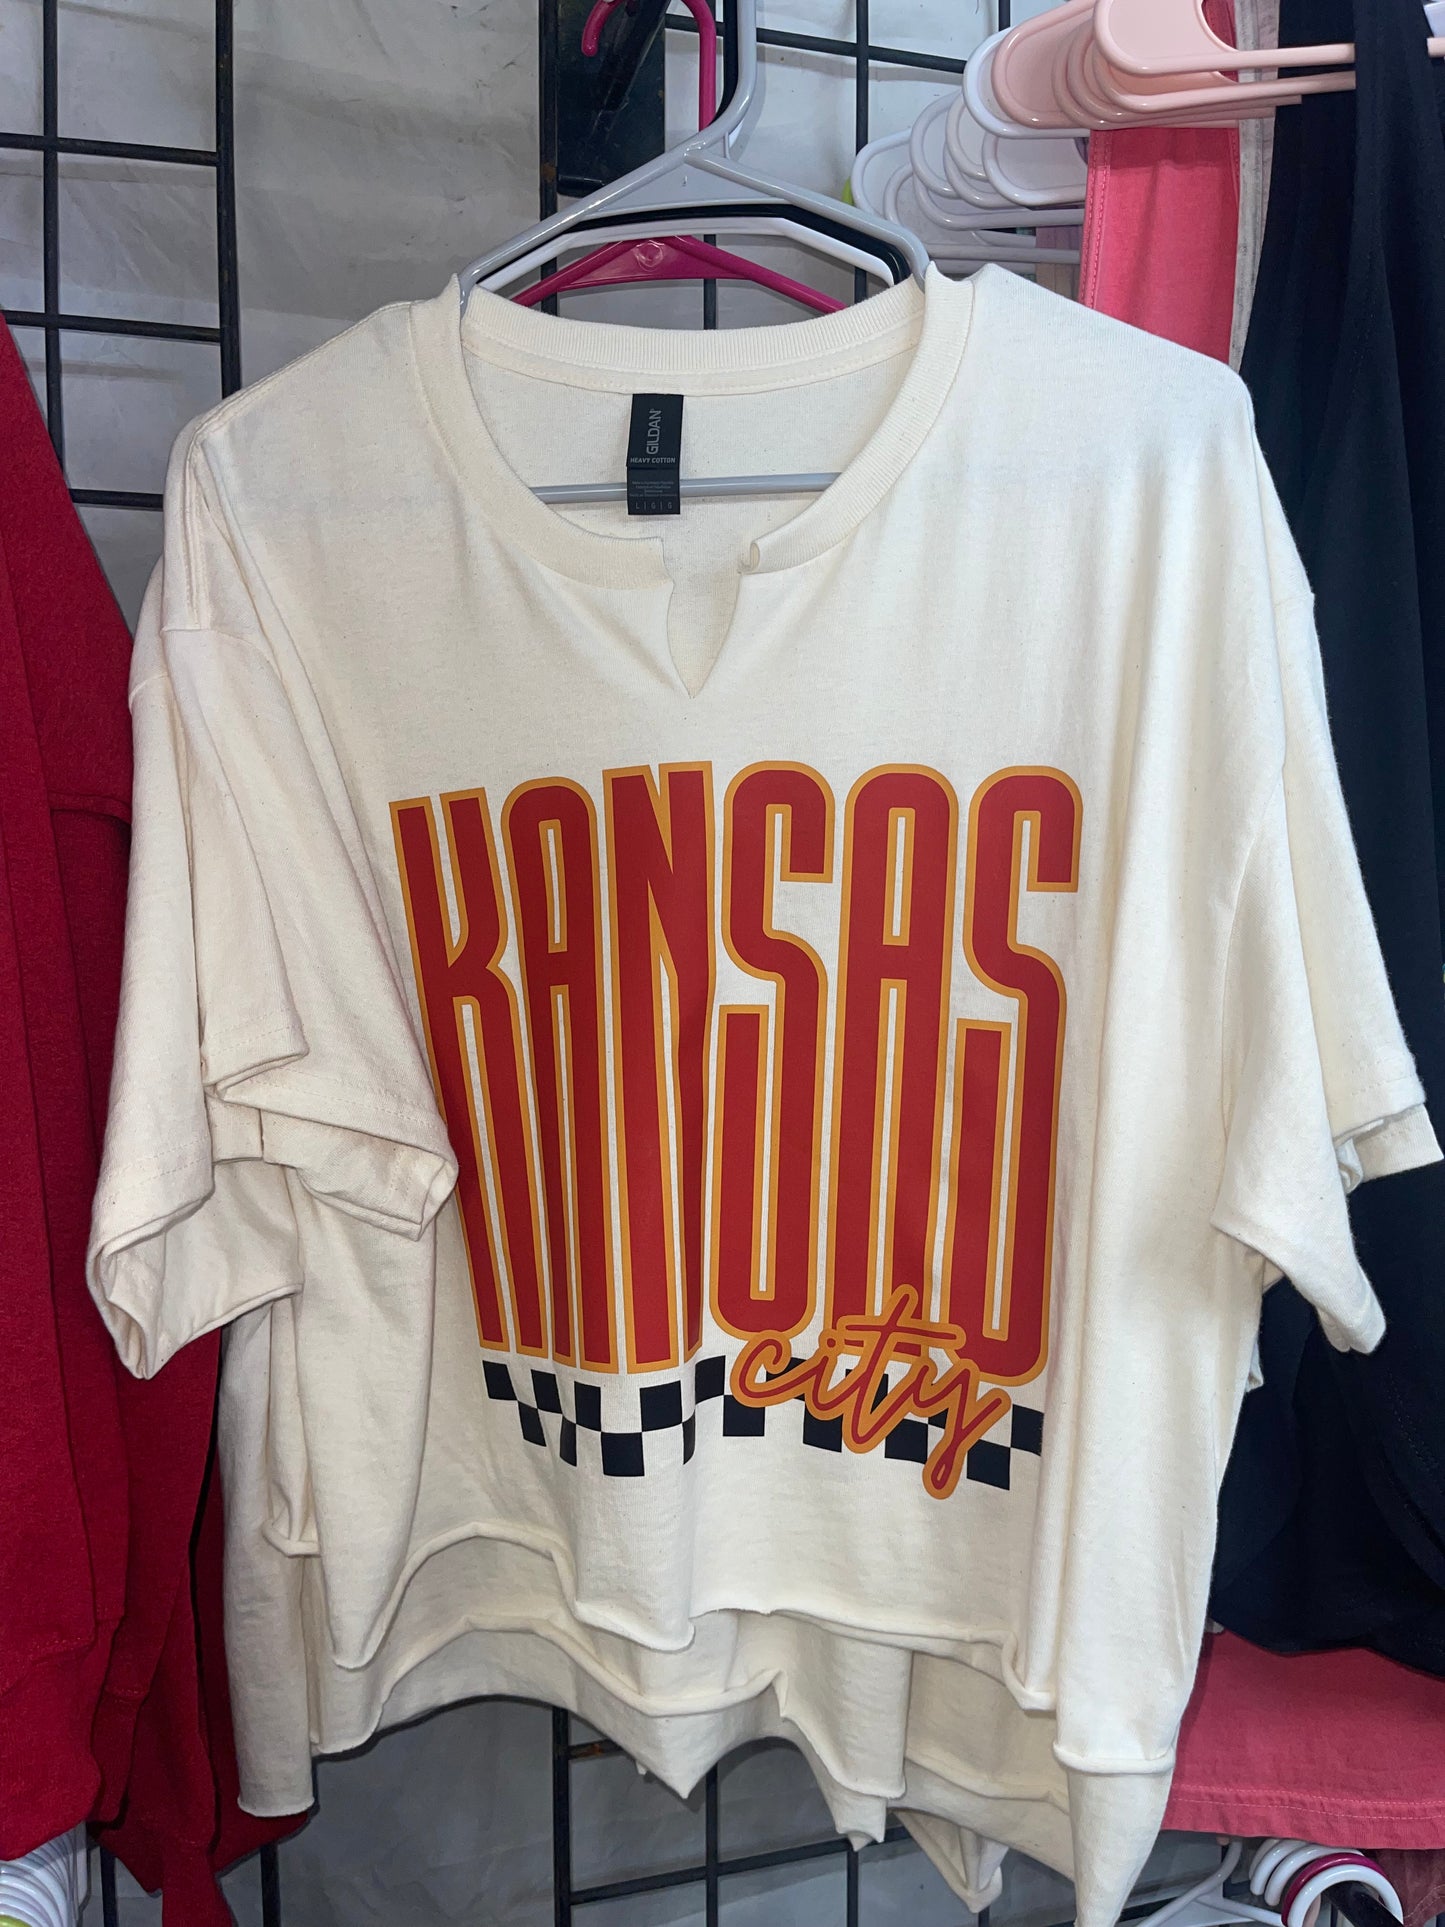 GILDAN
HEAVY COTTON
L | G | G
KANSAS
city